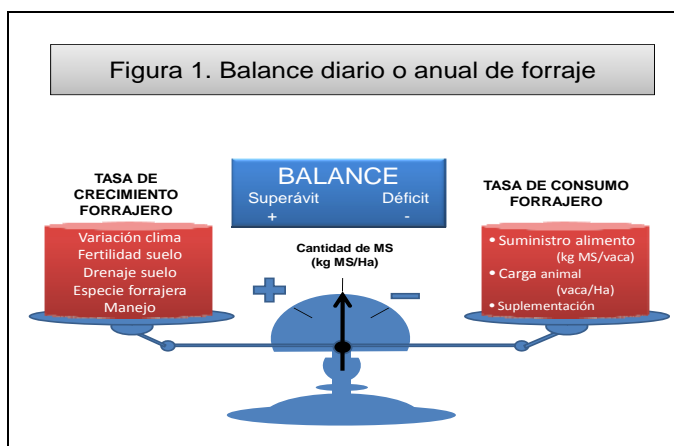 Figura 1. Balance diario o anual de forraje
TASA DE
CRECIMIENTO
FORRAJERO
Variación clima
Fertilidad suelo
Drenaje suelo
Especie forrajera
Manejo
BALANCE
Superávit Déficit
+ -
Cantidad de MS
(kg MS/Ha)
TASA DE CONSUMO
FORRAJERO
• Suministro alimento
(kg MS/vaca)
• Carga animal
(vaca/Ha)
• Suplementación